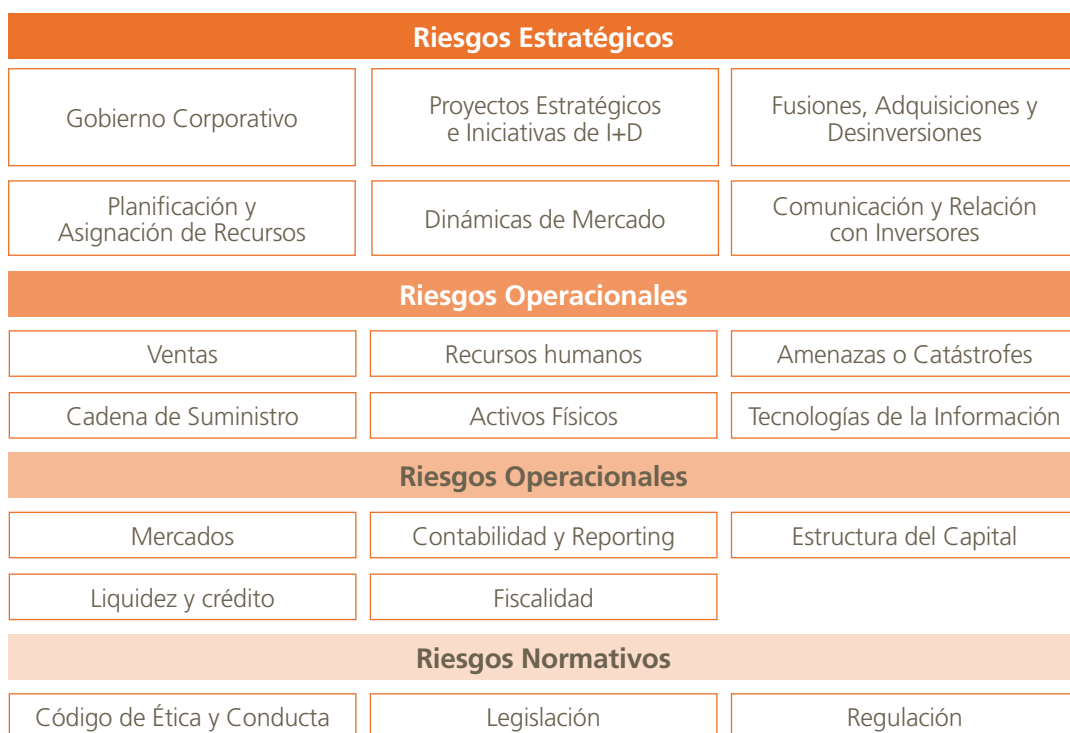 Riesgos Estratégicos
Gobierno Corporativo
Proyectos Estratégicos
e Iniciativas de I+D
Fusiones, Adquisiciones y
Desinversiones
Planificación y
Asignación de Recursos
Dinámicas de Mercado
Comunicación y Relación
con Inversores
Riesgos Operacionales
Ventas
Recursos humanos
Amenazas o Catástrofes
Cadena de Suministro
Activos Físicos
Tecnologías de la Información
Riesgos Operacionales
Mercados
Contabilidad y Reporting
Estructura del Capital
Liquidez y crédito
Fiscalidad
Riesgos Normativos
Código de Ética y Conducta
Legislación
Regulación